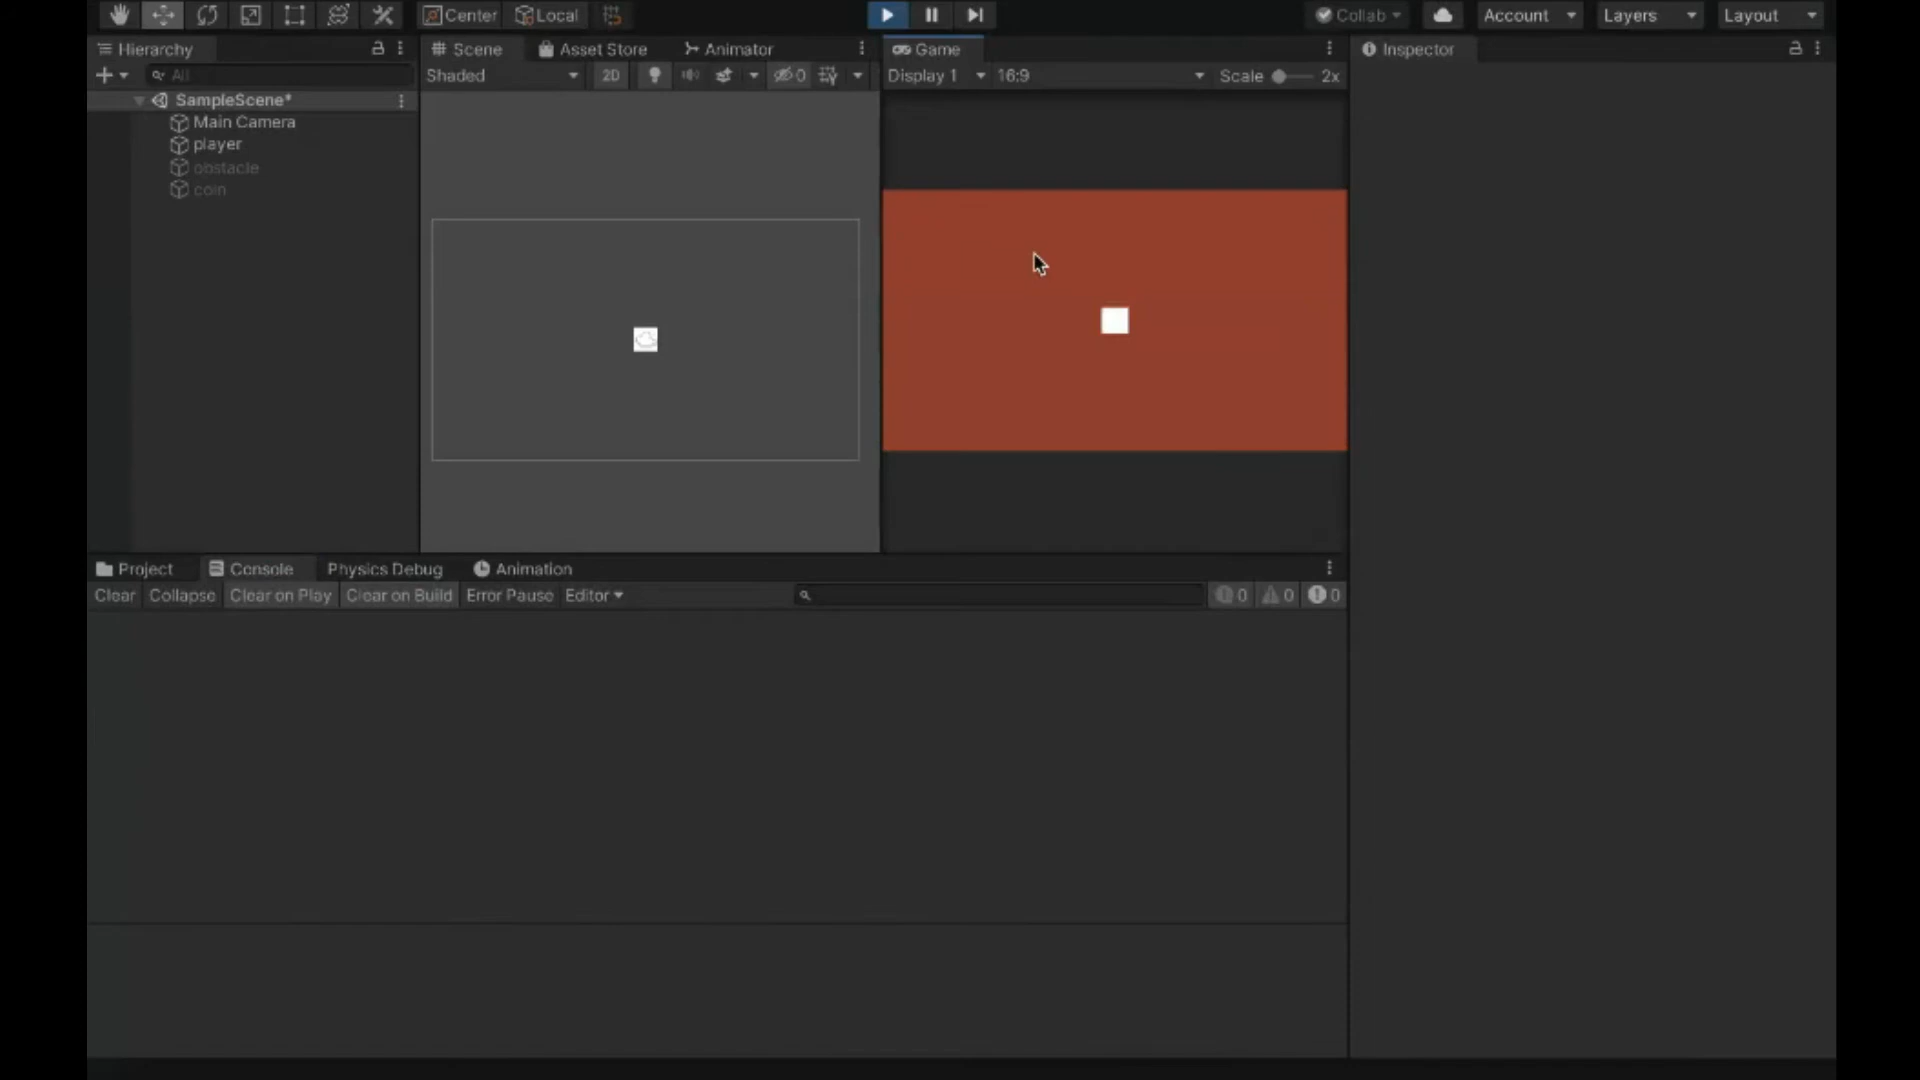 Center
Local
Collab
Account
Layers
Layout
Hierarchy
Scene
Asset Store
Animator
Game
Inspector
All
Shaded
2D
0
Display 1
16:9
Scale
2x
SampleScene*
Main Camera
player
obstacle
coin
Project
Console
Physics Debug
Animation
Clear
Collapse
Clear on Play
Clear on Build
Error Pause
Editor
0
0
0